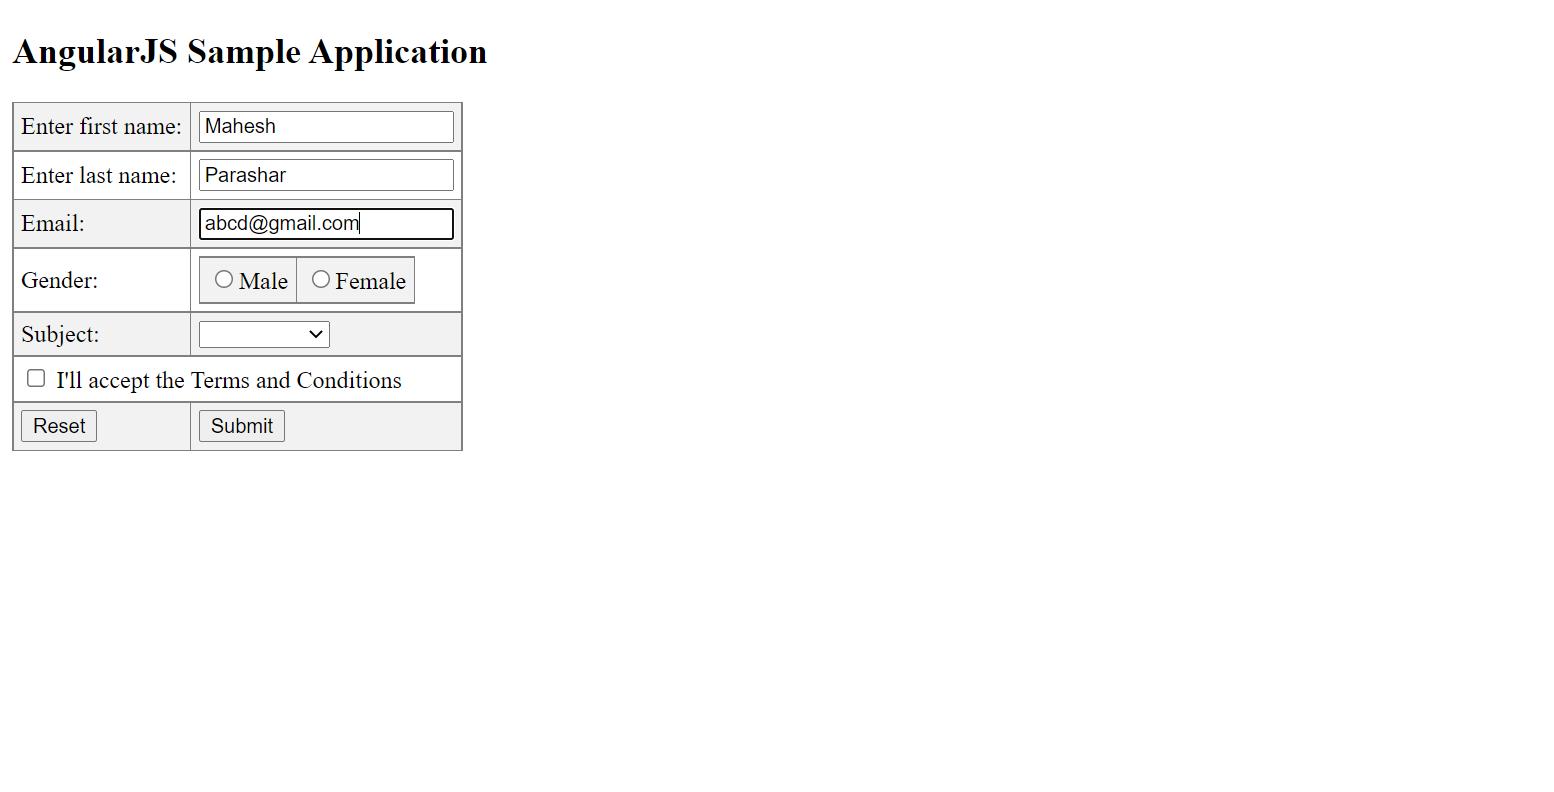 AngularJS Sample Application
Enter first name: Mahesh
Enter last name: Parashar
Email: abcd@gmail.com
Gender: Male Female
Subject:
I'll accept the Terms and Conditions
Reset Submit